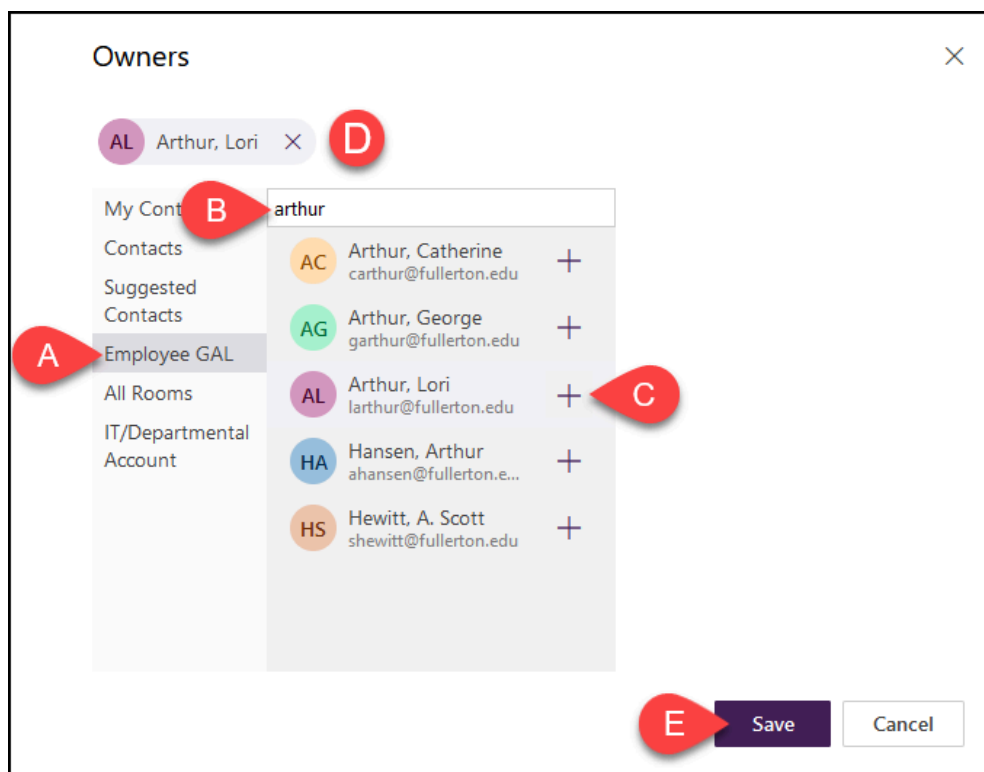 Owners
AL Arthur, Lori D
My Cont
B arthur
Contacts
Suggested
Contacts
A Employee GAL
All Rooms
IT/Departmental
Account
AC Arthur, Catherine
carthur@fullerton.edu
AG Arthur, George
garthur@fullerton.edu
AL Arthur, Lori
larthur@fullerton.edu
C
HA Hansen, Arthur
ahansen@fullerton.e...
HS Hewitt, A. Scott
shewitt@fullerton.edu
E Save Cancel